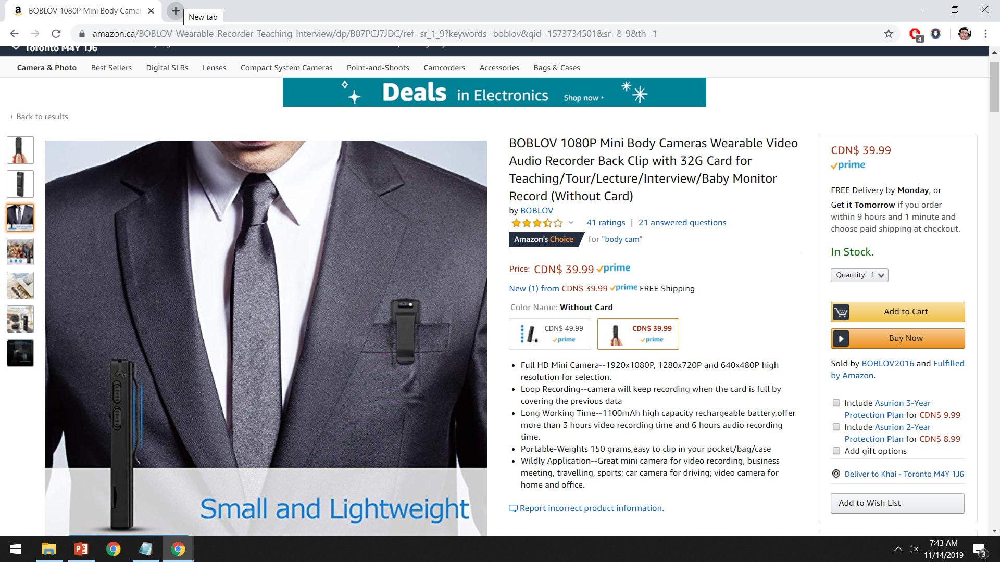 BOBLOV 1080P Mini Body Camer
New tab
amazon.ca/BOBLOV-Wearable-Recorder-Teaching-Interview/dp/B07PCJ7JDC/ref=sr_1_9?keywords=boblov&qid=1573734501&sr=8-9&th=1
4
Toronto M4Y 1J6
Camera & Photo Best Sellers Digital SLRs Lenses Compact System Cameras Point-and-Shoots Camcorders Accessories Bags & Cases
Deals in Electronics Shop now
‹ Back to results
BOBLOV 1080P Mini Body Cameras Wearable Video
Audio Recorder Back Clip with 32G Card for
Teaching/Tour/Lecture/Interview/Baby Monitor
Record (Without Card)
by BOBLOV
41 ratings | 21 answered questions
Amazon's Choice for "body cam"
Price: CDN$ 39.99 prime
New (1) from CDN$ 39.99 prime FREE Shipping
Color Name: Without Card
CDN$ 49.99 CDN$ 39.99
prime prime
• Full HD Mini Camera--1920x1080P, 1280x720P and 640x480P high
resolution for selection.
• Loop Recording--camera will keep recording when the card is full by
covering the previous data
• Long Working Time--1100mAh high capacity rechargeable battery,offer
more than 3 hours video recording time and 6 hours audio recording
time.
• Portable-Weights 150 grams,easy to clip in your pocket/bag/case
• Wildly Application--Great mini camera for video recording, business
meeting, travelling, sports; car camera for driving; video camera for
home and office.
Report incorrect product information.
Small and Lightweight
CDN$ 39.99
prime
FREE Delivery by Monday, or
Get it Tomorrow if you order
within 9 hours and 1 minute and
choose paid shipping at checkout.
In Stock.
Quantity: 1
Add to Cart
Buy Now
Sold by BOBLOV2016 and Fulfilled
by Amazon.
Include Asurion 3-Year
Protection Plan for CDN$ 9.99
Include Asurion 2-Year
Protection Plan for CDN$ 8.99
Add gift options
Deliver to Khai - Toronto M4Y 1J6
Add to Wish List
7:43 AM
11/14/2019
3